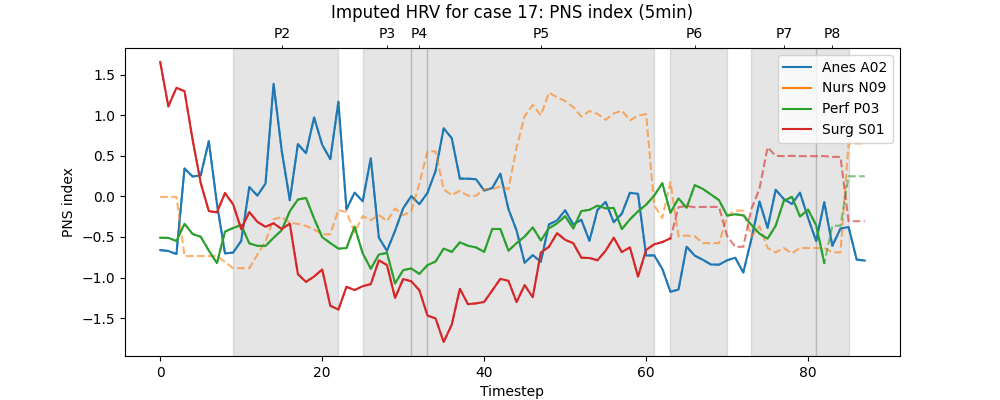 Imputed HRV for case 17: PNS index (5min)
P2 P3 P4 P5 P6 P7 P8
Anes A02
Nurs N09
Perf P03
Surg S01
1.5
1.0
0.5
0.0
−0.5
−1.0
−1.5
PNS index
0 20 40 60 80
Timestep